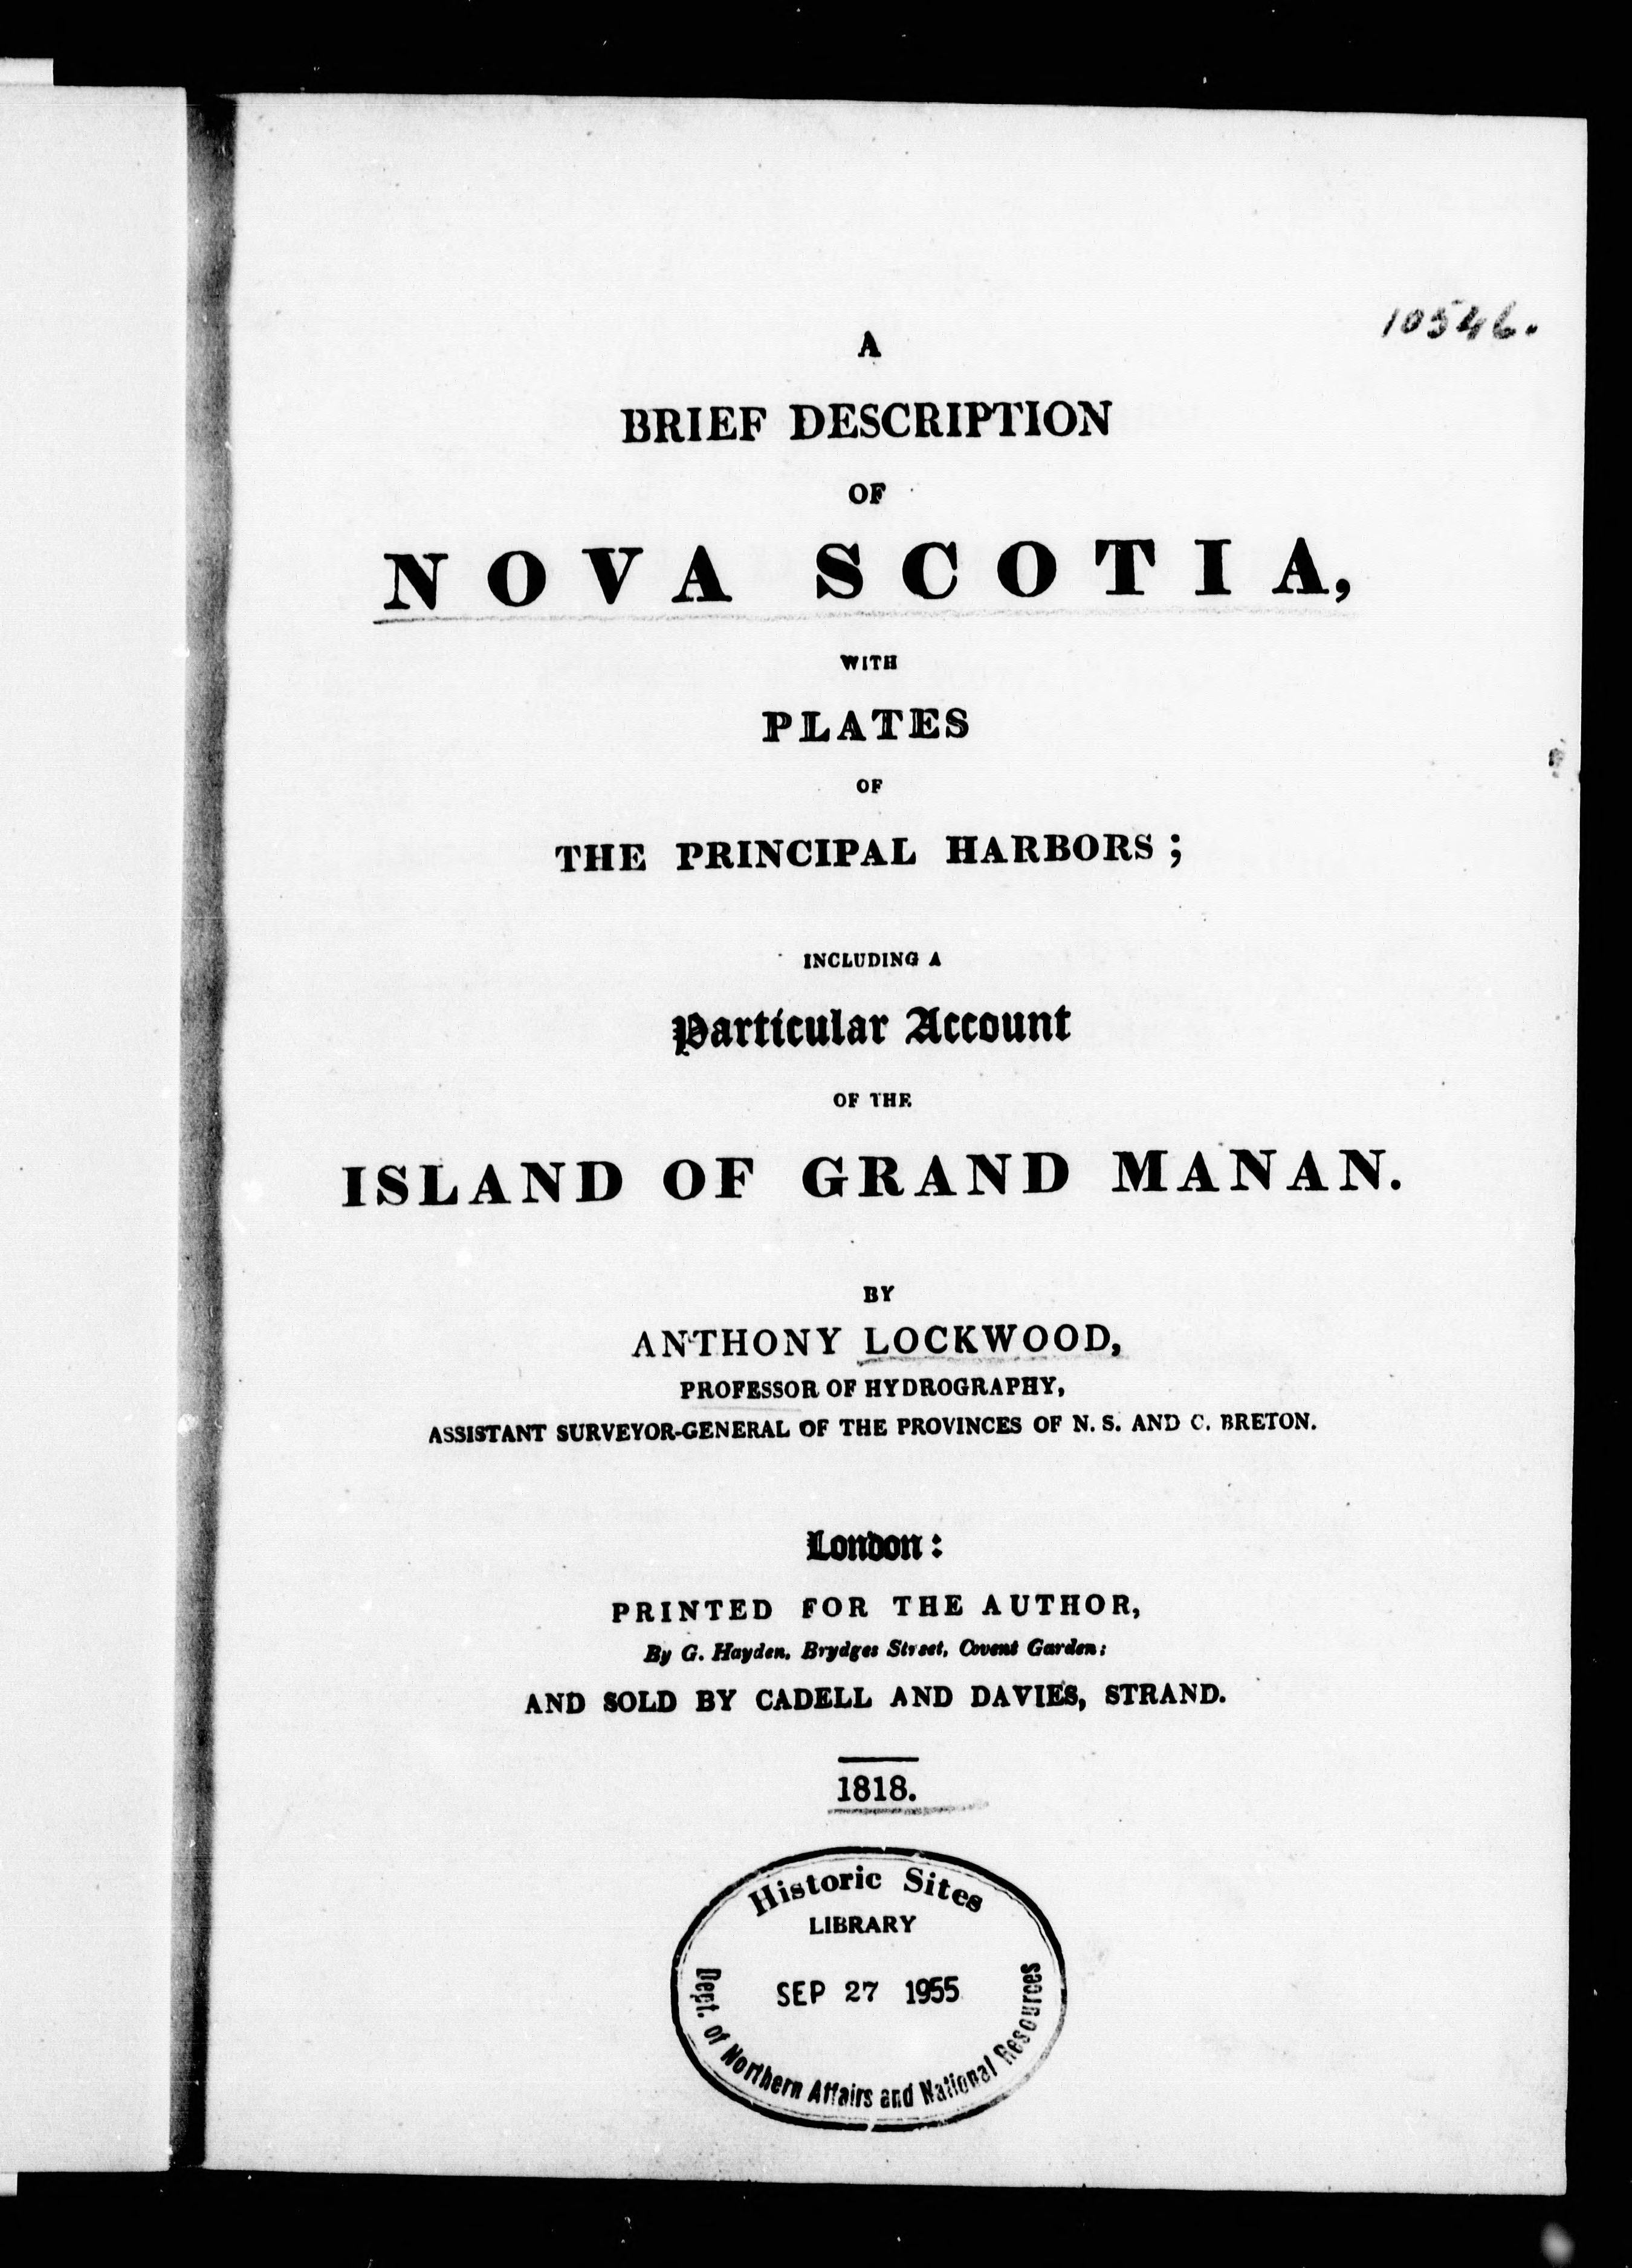 10546.
A
BRIEF DESCRIPTION
OF
NOVA SCOTIA,
WITH
PLATES
OF
THE PRINCIPAL HARBORS;
INCLUDING A
Particular Account
OF THE
ISLAND OF GRAND MANAN.
BY
ANTHONY LOCKWOOD,
PROFESSOR OF HYDROGRAPHY,
ASSISTANT SURVEYOR-GENERAL OF THE PROVINCES OF N. S. AND C. BRETON.
London:
PRINTED FOR THE AUTHOR,
By G. Hayden, Brydges Street, Covent Garden;
AND SOLD BY CADELL AND DAVIES, STRAND.
1818.
Historic Sites
LIBRARY
SEP 27 1955
Dept. of Northern Affairs and National Resources